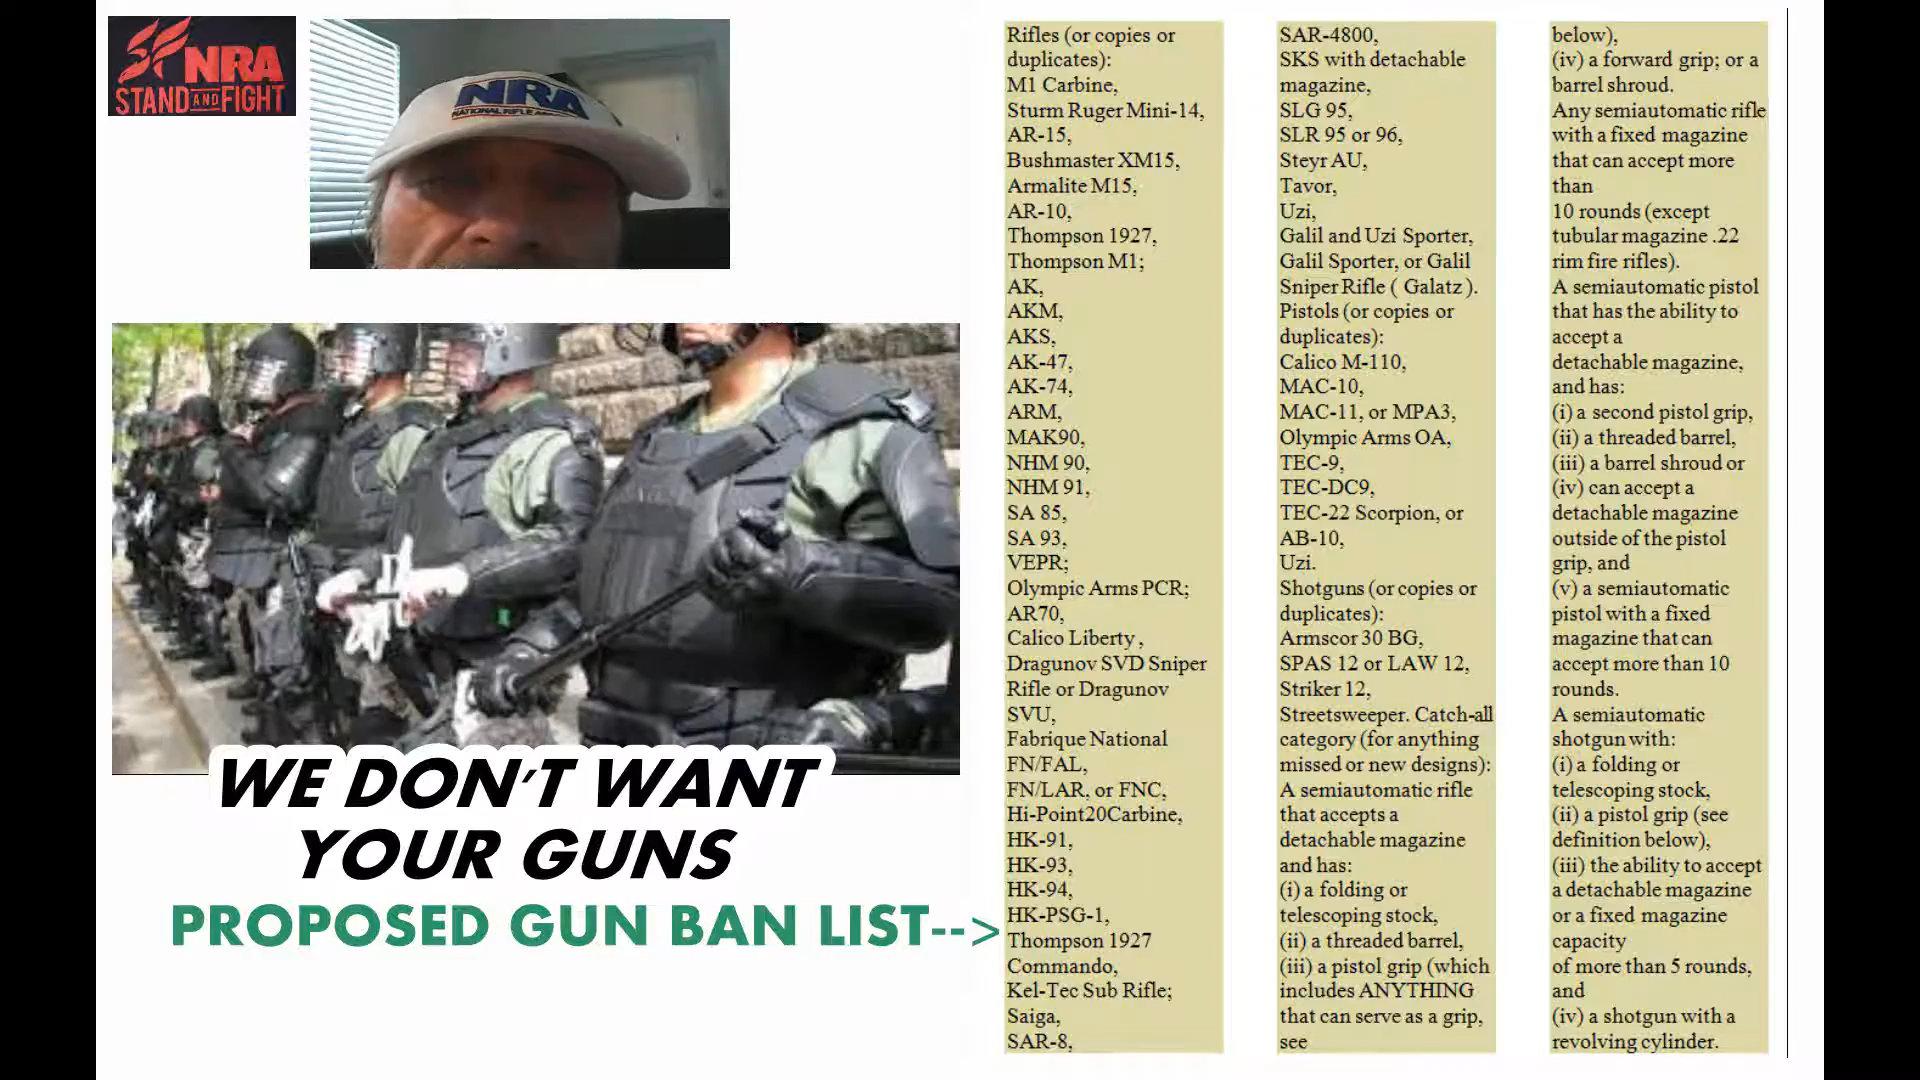 NRA
STAND AND FIGHT
NRA
WE DON'T WANT
YOUR GUNS
PROPOSED GUN BAN LIST-->
Rifles (or copies or
duplicates):
M1 Carbine,
Sturm Ruger Mini-14,
AR-15,
Bushmaster XM15,
Armalite M15,
AR-10,
Thompson 1927,
Thompson M1;
AK,
AKM,
AKS,
AK-47,
AK-74,
ARM,
MAK90,
NHM 90,
NHM 91,
SA 85,
SA 93,
VEPR;
Olympic Arms PCR;
AR70,
Calico Liberty ,
Dragunov SVD Sniper
Rifle or Dragunov
SVU,
Fabrique National
FN/FAL,
FN/LAR, or FNC,
Hi-Point20Carbine,
HK-91,
HK-93,
HK-94,
HK-PSG-1,
Thompson 1927
Commando,
Kel-Tec Sub Rifle;
Saiga,
SAR-8,
SAR-4800,
SKS with detachable
magazine,
SLG 95,
SLR 95 or 96,
Steyr AU,
Tavor,
Uzi,
Galil and Uzi Sporter,
Galil Sporter, or Galil
Sniper Rifle ( Galatz ).
Pistols (or copies or
duplicates):
Calico M-110,
MAC-10,
MAC-11, or MPA3,
Olympic Arms OA,
TEC-9,
TEC-DC9,
TEC-22 Scorpion, or
AB-10,
Uzi.
Shotguns (or copies or
duplicates):
Armscor 30 BG,
SPAS 12 or LAW 12,
Striker 12,
Streetsweeper. Catch-all
category (for anything
missed or new designs):
A semiautomatic rifle
that accepts a
detachable magazine
and has:
(i) a folding or
telescoping stock,
(ii) a threaded barrel,
(iii) a pistol grip (which
includes ANYTHING
that can serve as a grip,
see
below),
(iv) a forward grip; or a
barrel shroud.
Any semiautomatic rifle
with a fixed magazine
that can accept more
than
10 rounds (except
tubular magazine .22
rim fire rifles).
A semiautomatic pistol
that has the ability to
accept a
detachable magazine,
and has:
(i) a second pistol grip,
(ii) a threaded barrel,
(iii) a barrel shroud or
(iv) can accept a
detachable magazine
outside of the pistol
grip, and
(v) a semiautomatic
pistol with a fixed
magazine that can
accept more than 10
rounds.
A semiautomatic
shotgun with:
(i) a folding or
telescoping stock,
(ii) a pistol grip (see
definition below),
(iii) the ability to accept
a detachable magazine
or a fixed magazine
capacity
of more than 5 rounds,
and
(iv) a shotgun with a
revolving cylinder.